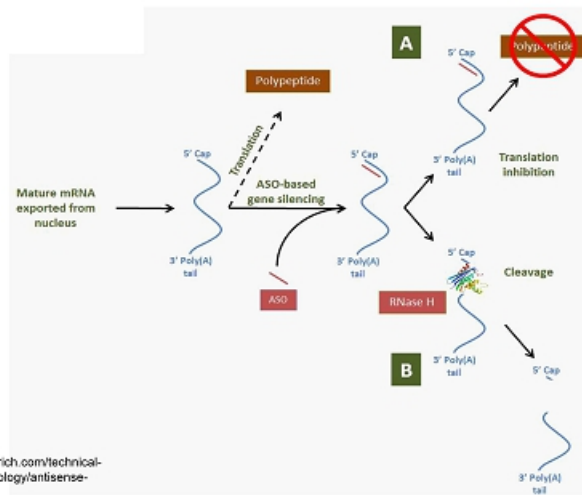 A
5' Cap
Polypeptide
Polypeptide
Translation
5' Cap
5' Cap
ASO-based
gene silencing
3' Poly(A)
tail
Translation
inhibition
Mature mRNA
exported from
nucleus
3' Poly(A)
tail
3' Poly(A)
tail
5' Cap
Cleavage
ASO
RNase H
3' Poly(A)
tail
B
5' Cap
rich.com/technical-
ology/antisense-
3' Poly(A)
tail